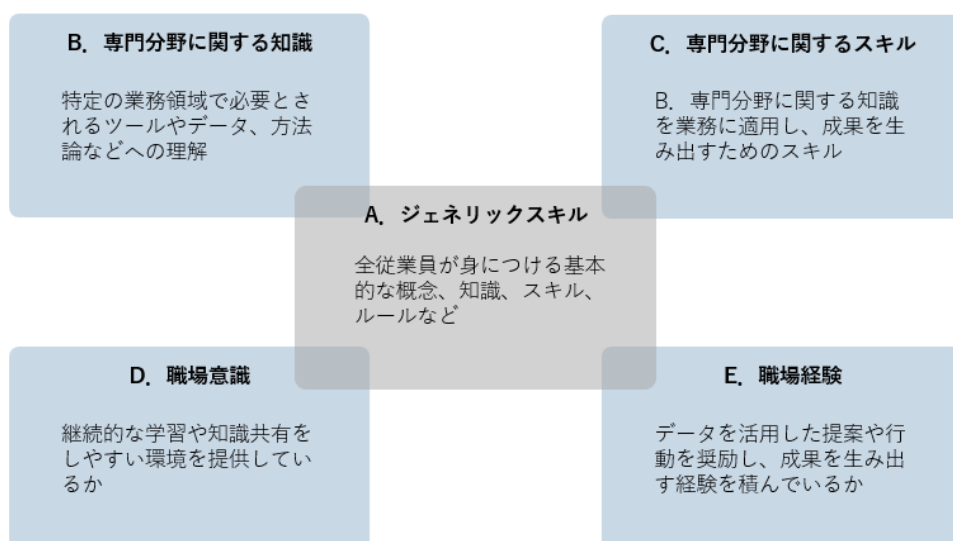 B．専門分野に関する知識
特定の業務領域で必要とさ
れるツールやデータ、方法
論などへの理解
C．専門分野に関するスキル
B．専門分野に関する知識
を業務に適用し、成果を生
み出すためのスキル
A．ジェネリックスキル
全従業員が身につける基本
的な概念、知識、スキル、
ルールなど
D．職場意識
継続的な学習や知識共有を
しやすい環境を提供してい
るか
E．職場経験
データを活用した提案や行
動を奨励し、成果を生み出
す経験を積んでいるか